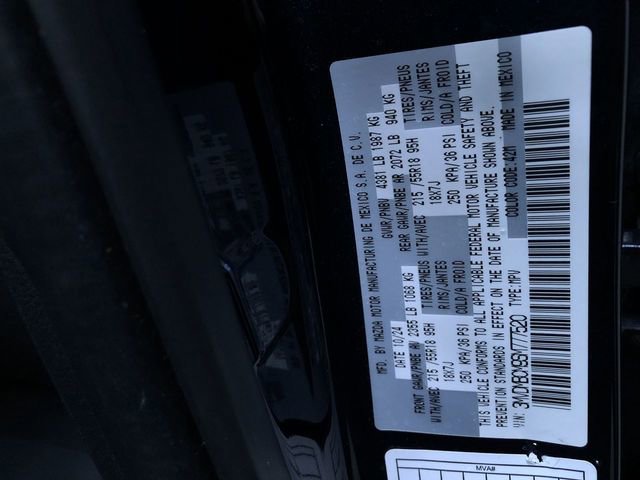 MFD. BY MAZDA MOTOR MANUFACTURING DE MEXICO S.A. DE C.V.
DATE 10/24 GVWR/PNBV 4381 LB 1987 KG
FRONT GAWR/PNBE AV 2355 LB 1068 KG REAR GAWR/PNBE AR 2072 LB 940 KG
WITH/AVEC 215/55R18 95H TIRES/PNEUS WITH/AVEC 215/55R18 95H TIRES/PNEUS
18X7J RIMS/JANTES 18X7J RIMS/JANTES
250 KPA/36 PSI COLD/A FROID 250 KPA/36 PSI COLD/A FROID
THIS VEHICLE CONFORMS TO ALL APPLICABLE FEDERAL MOTOR VEHICLE SAFETY AND THEFT
PREVENTION STANDARDS IN EFFECT ON THE DATE OF MANUFACTURE SHOWN ABOVE.
COLOR CODE:42M MADE IN MEXICO
VIN: TYPE:MPV
MVA#